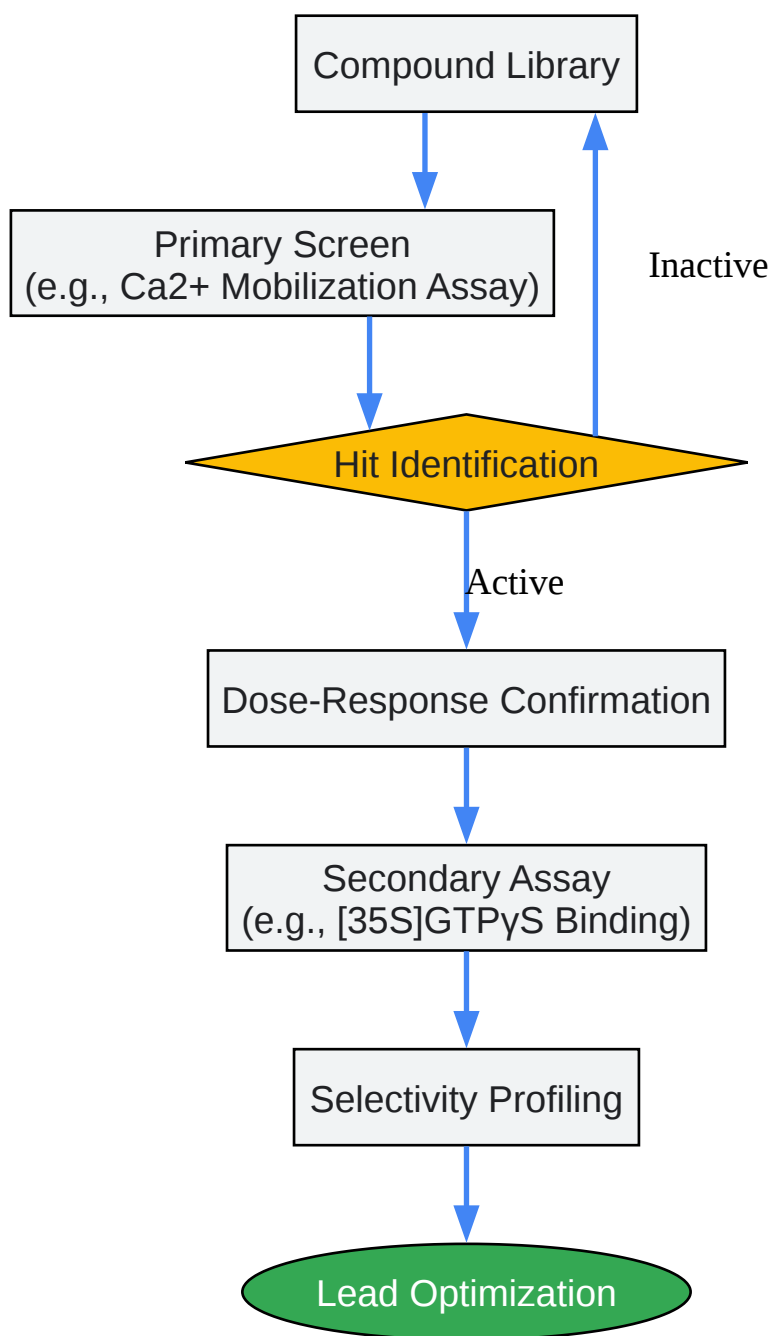 Compound Library
Primary Screen
(e.g., Ca2+ Mobilization Assay)
Inactive
Hit Identification
Active
Dose-Response Confirmation
Secondary Assay
(e.g., [35S]GTPγS Binding)
Selectivity Profiling
Lead Optimization